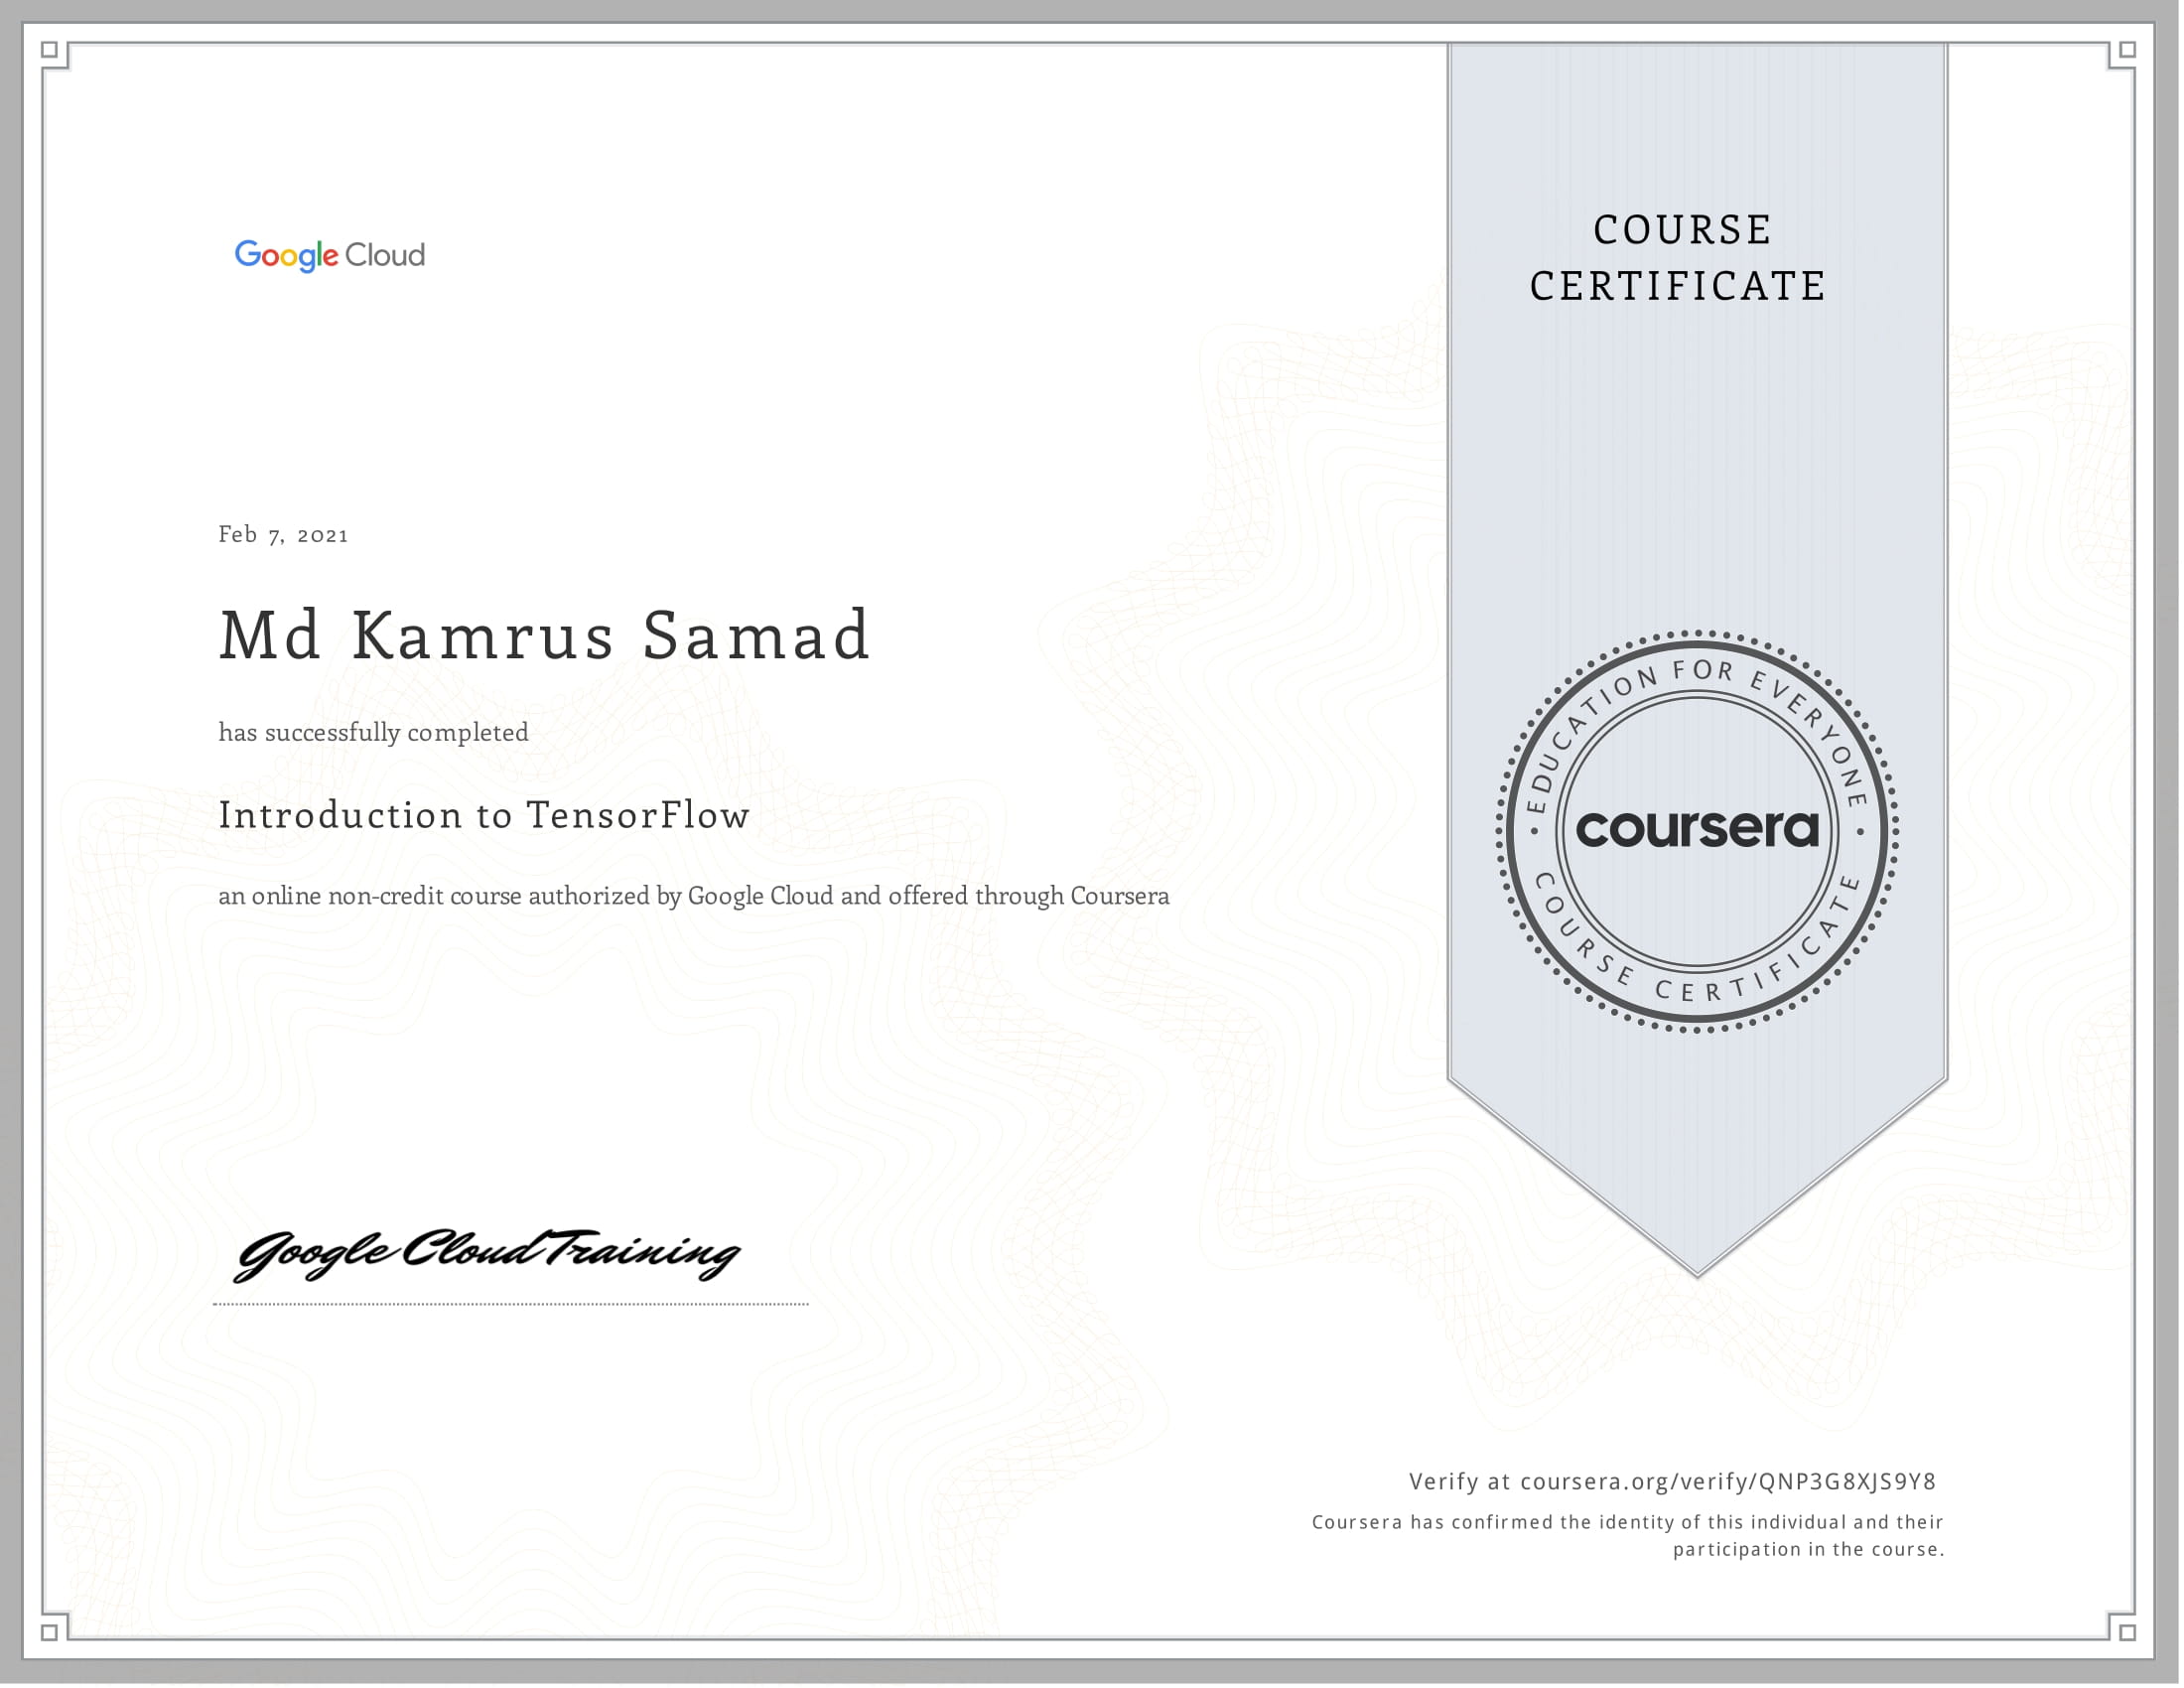 Google Cloud
COURSE
CERTIFICATE
Feb 7, 2021
Md Kamrus Samad
has successfully completed
Introduction to TensorFlow
an online non-credit course authorized by Google Cloud and offered through Coursera
EDUCATION FOR EVERYONE
coursera
COURSE CERTIFICATE
Google Cloud Training
Verify at coursera.org/verify/QNP3G8XJS9Y8
Coursera has confirmed the identity of this individual and their
participation in the course.